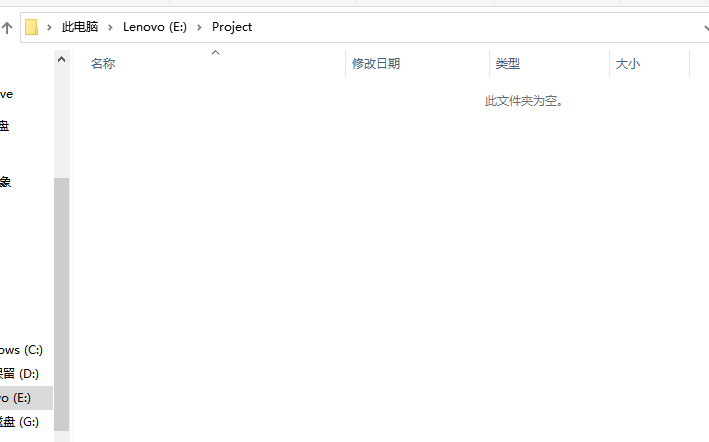 此电脑 > Lenovo (E:) > Project
名称 修改日期 类型 大小
此文件夹为空。
ve
盘
象
ows (C:)
留 (D:)
vo (E:)
盘 (G:)